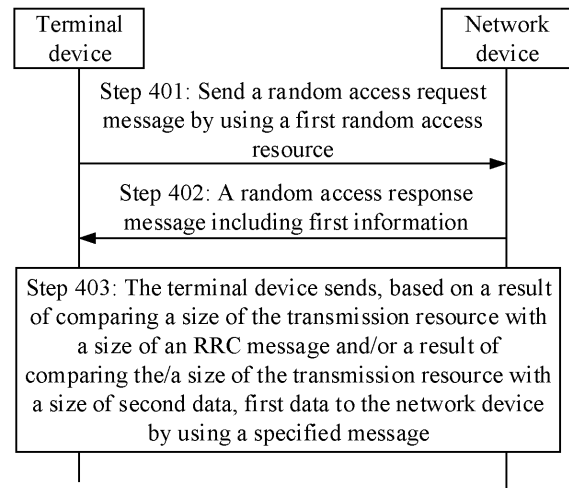 Terminal
device
Network
device
Step 401: Send a random access request
message by using a first random access
resource
Step 402: A random access response
message including first information
Step 403: The terminal device sends, based on a result
of comparing a size of the transmission resource with
a size of an RRC message and/or a result of
comparing the/a size of the transmission resource with
a size of second data, first data to the network device
by using a specified message